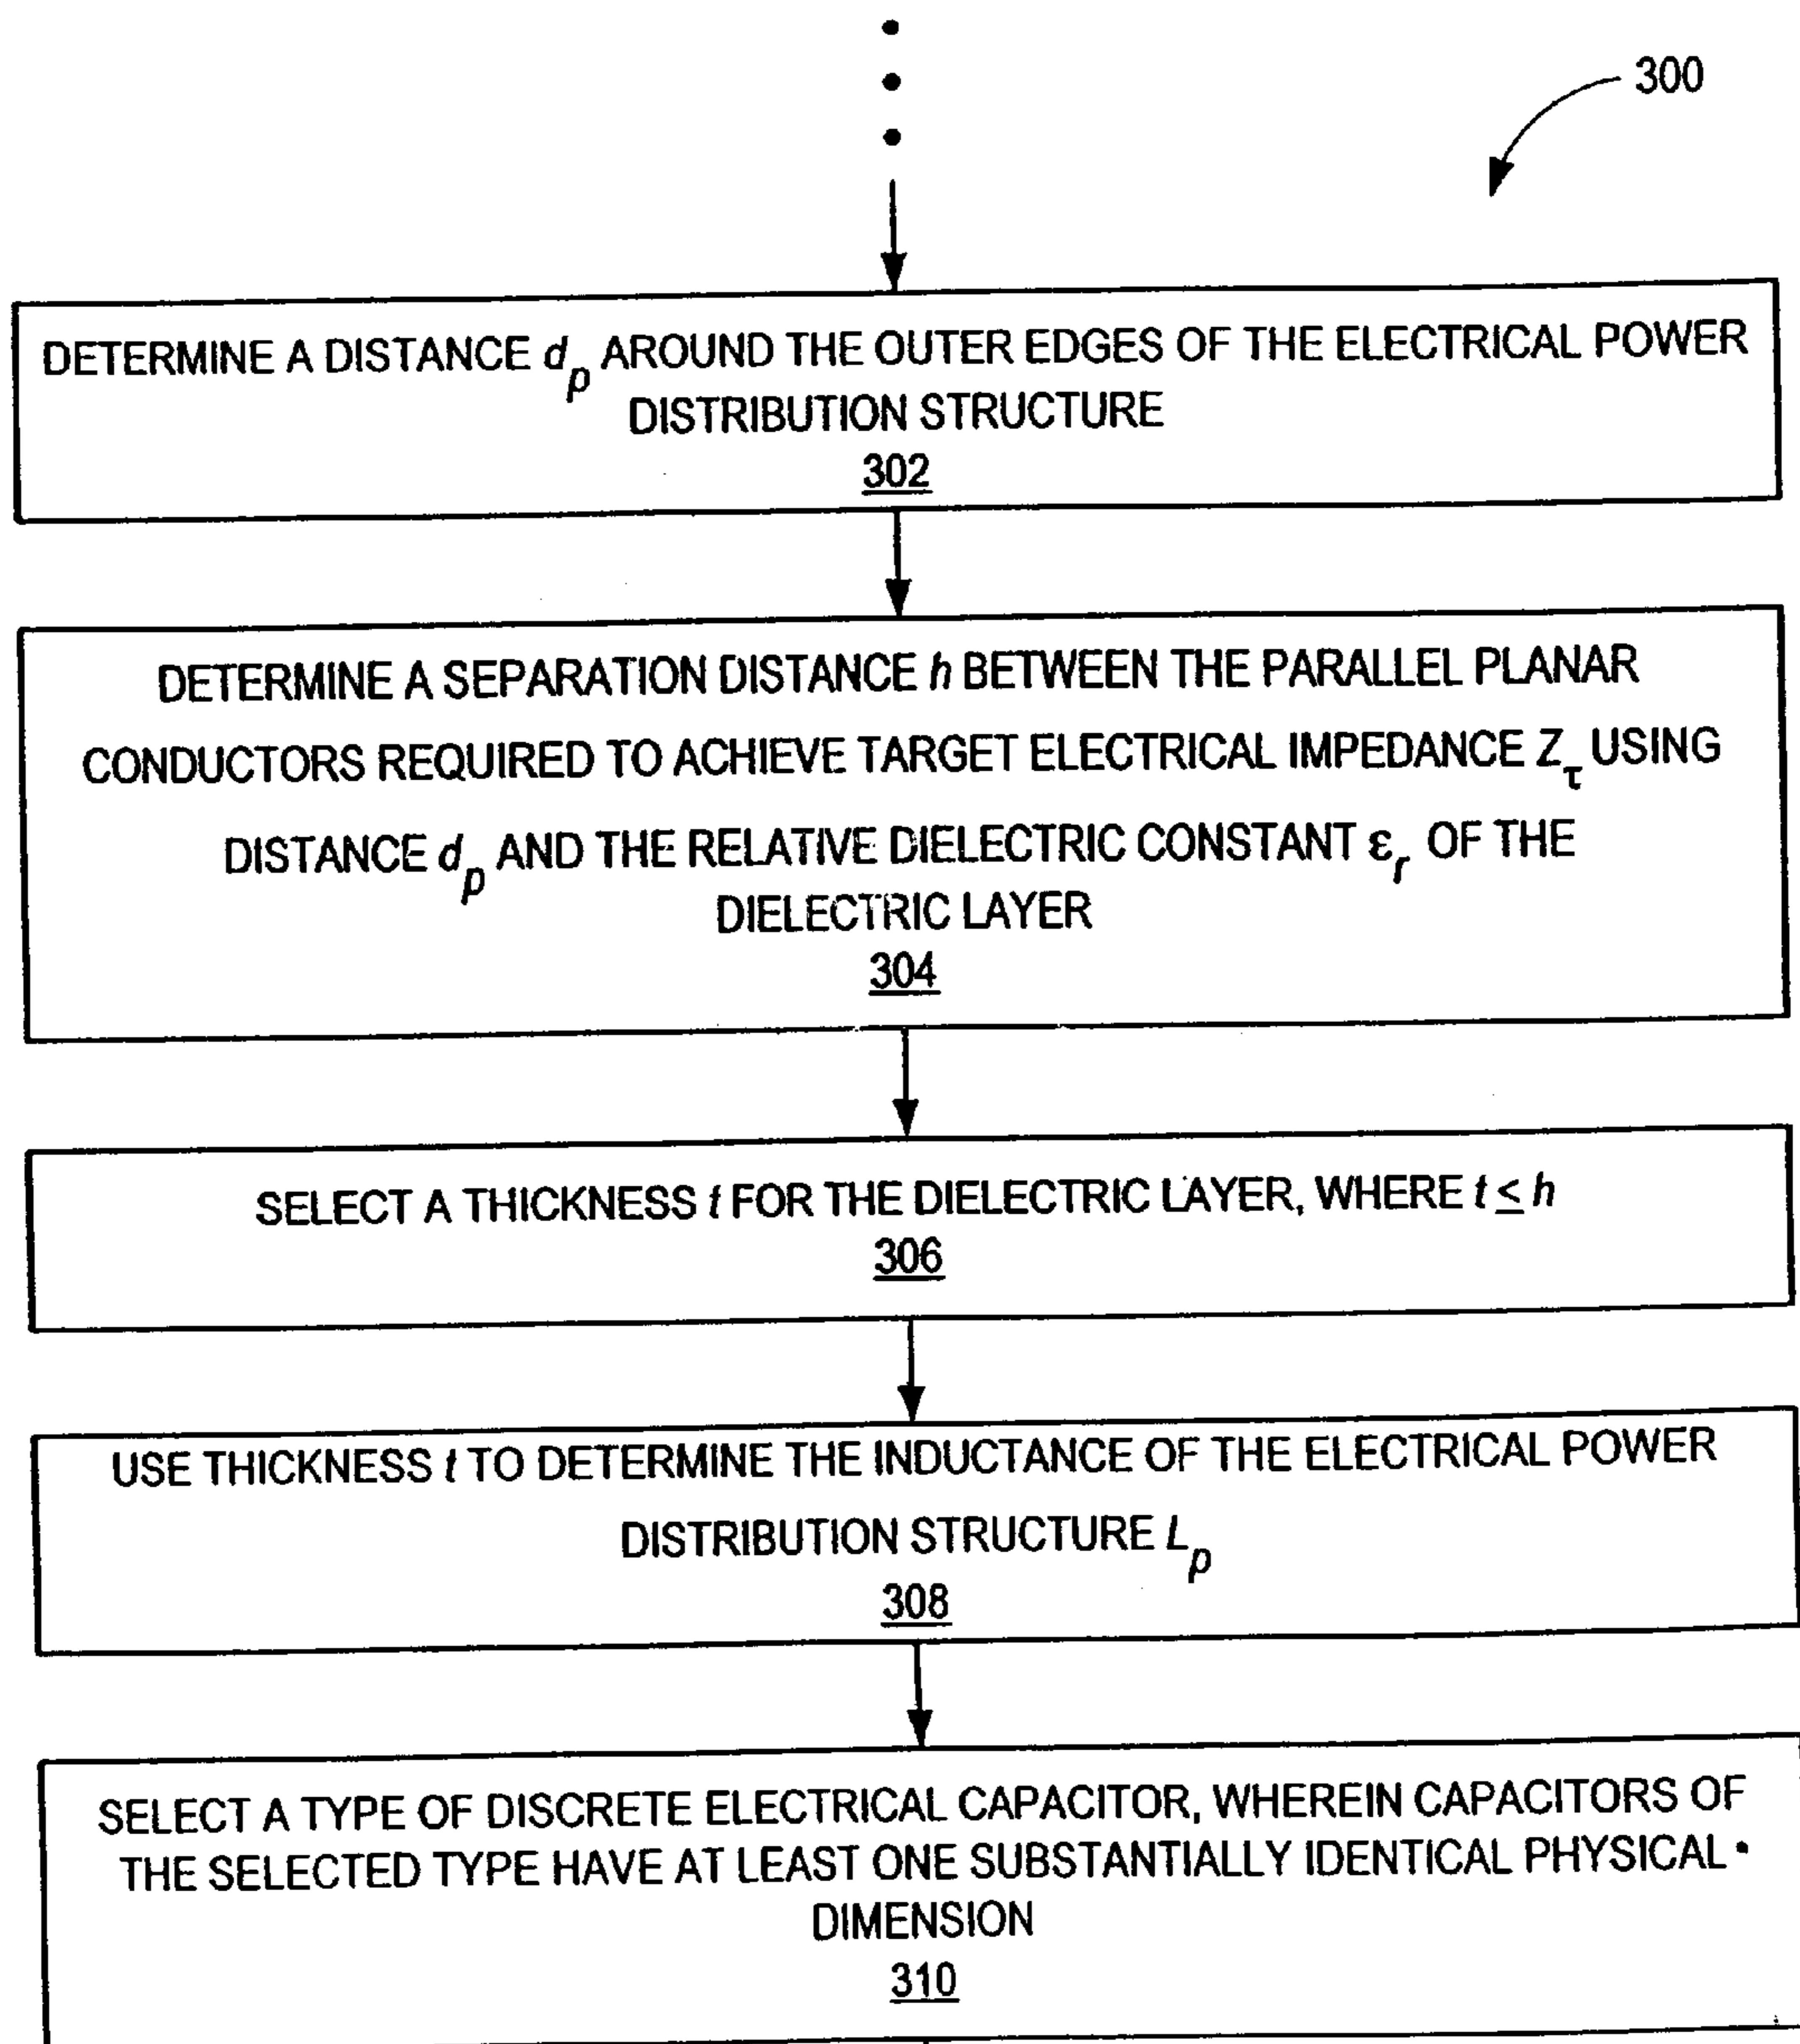 300
DETERMINE A DISTANCE dp AROUND THE OUTER EDGES OF THE ELECTRICAL POWER
DISTRIBUTION STRUCTURE
302
DETERMINE A SEPARATION DISTANCE h BETWEEN THE PARALLEL PLANAR
CONDUCTORS REQUIRED TO ACHIEVE TARGET ELECTRICAL IMPEDANCE Zτ USING
DISTANCE dp AND THE RELATIVE DIELECTRIC CONSTANT εr OF THE
DIELECTRIC LAYER
304
SELECT A THICKNESS t FOR THE DIELECTRIC LAYER, WHERE t ≤ h
306
USE THICKNESS t TO DETERMINE THE INDUCTANCE OF THE ELECTRICAL POWER
DISTRIBUTION STRUCTURE Lp
308
SELECT A TYPE OF DISCRETE ELECTRICAL CAPACITOR, WHEREIN CAPACITORS OF
THE SELECTED TYPE HAVE AT LEAST ONE SUBSTANTIALLY IDENTICAL PHYSICAL
DIMENSION
310